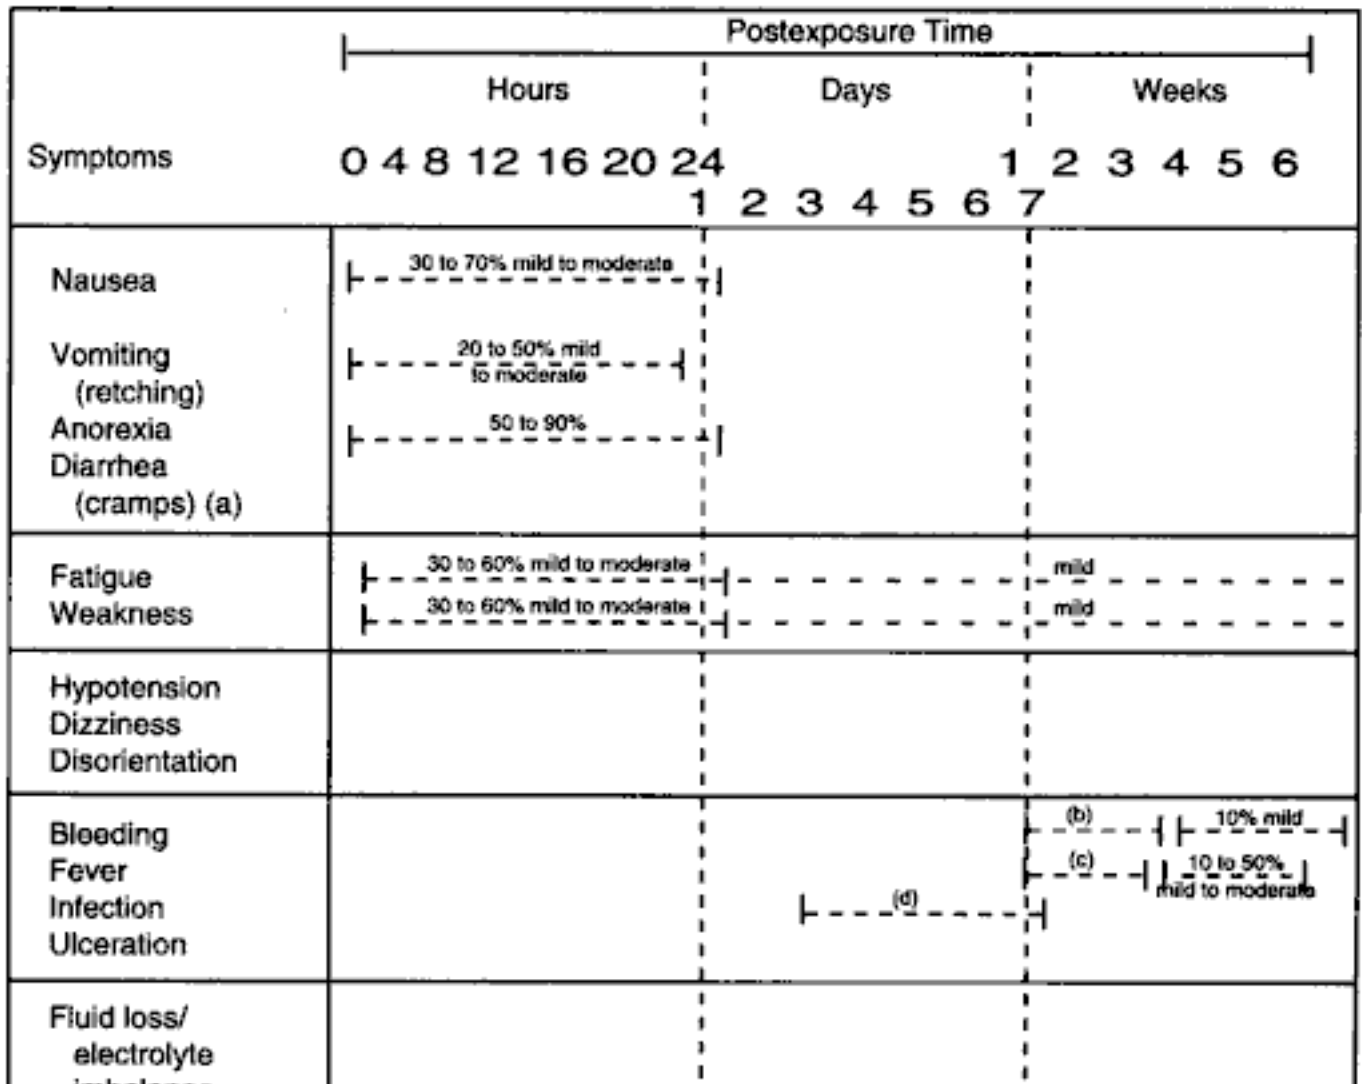 Postexposure Time
Hours Days Weeks
Symptoms 0 4 8 12 16 20 24 1 2 3 4 5 6
1 2 3 4 5 6 7
Nausea 30 to 70% mild to moderate
Vomiting 20 to 50% mild
(retching) to moderate
Anorexia 50 to 90%
Diarrhea
(cramps) (a)
Fatigue 30 to 60% mild to moderate mild
Weakness 30 to 60% mild to moderate mild
Hypotension
Dizziness
Disorientation
Bleeding (b) 10% mild
Fever (c) 10 to 50%
mild to moderate
Infection (d)
Ulceration
Fluid loss/
electrolyte